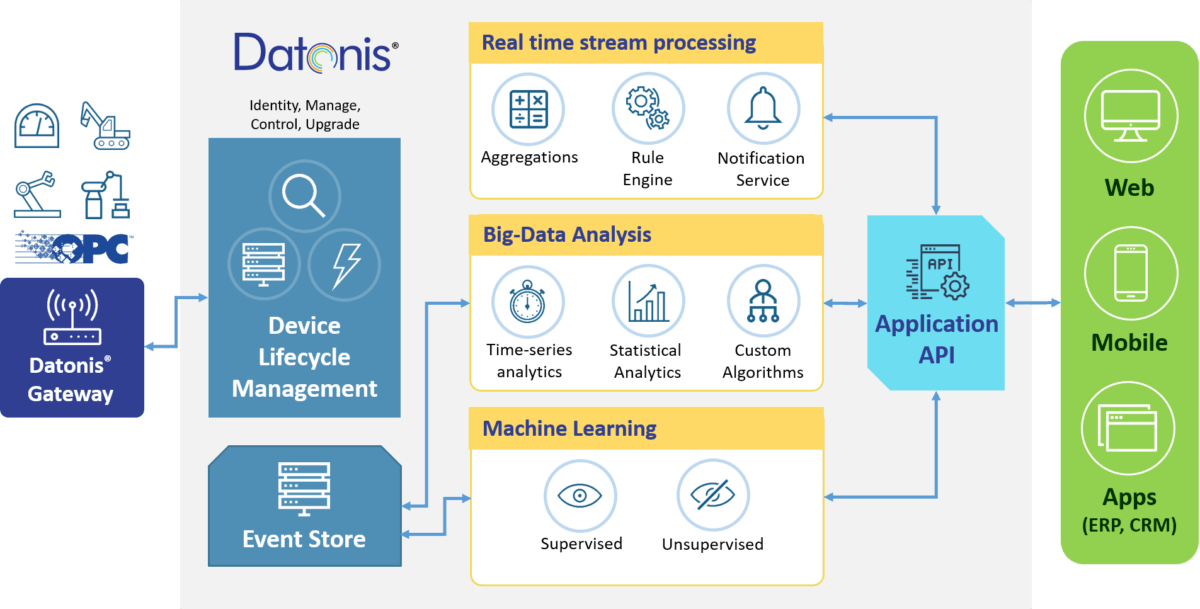 Datonis®
Identity, Manage,
Control, Upgrade
OPC™
Datonis®
Gateway
Device
Lifecycle
Management
Event Store
Real time stream processing
Aggregations
Rule
Engine
Notification
Service
Big-Data Analysis
Time-series
analytics
Statistical
Analytics
Custom
Algorithms
Machine Learning
Supervised
Unsupervised
API
Application
API
Web
Mobile
Apps
(ERP, CRM)